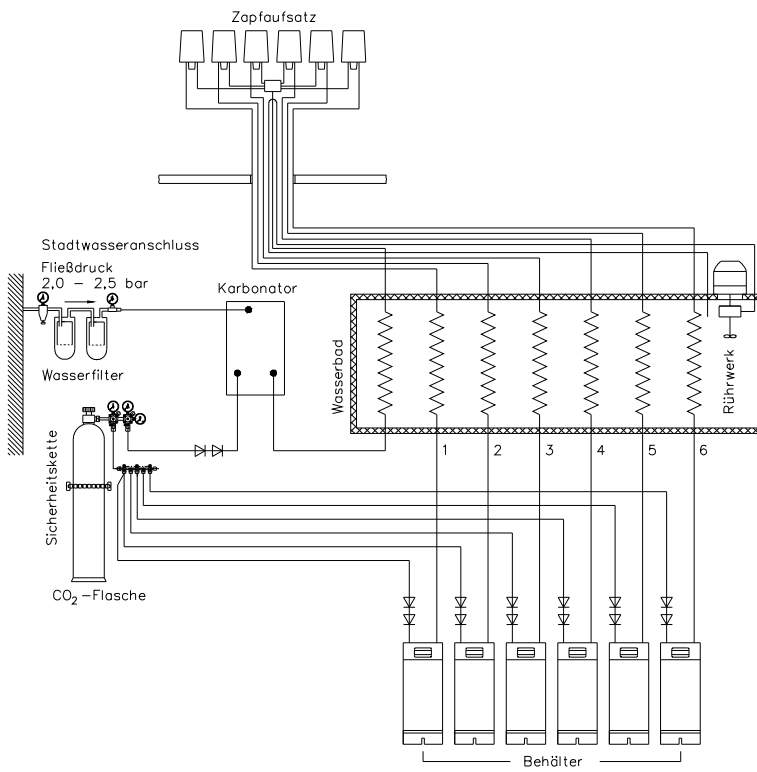 Zapfaufsatz
Stadtwasseranschluss
Fließdruck
2,0 – 2,5 bar
Karbonator
Wasserfilter
Wasserbad
Rührwerk
1 2 3 4 5 6
Sicherheitskette
CO₂–Flasche
Behälter